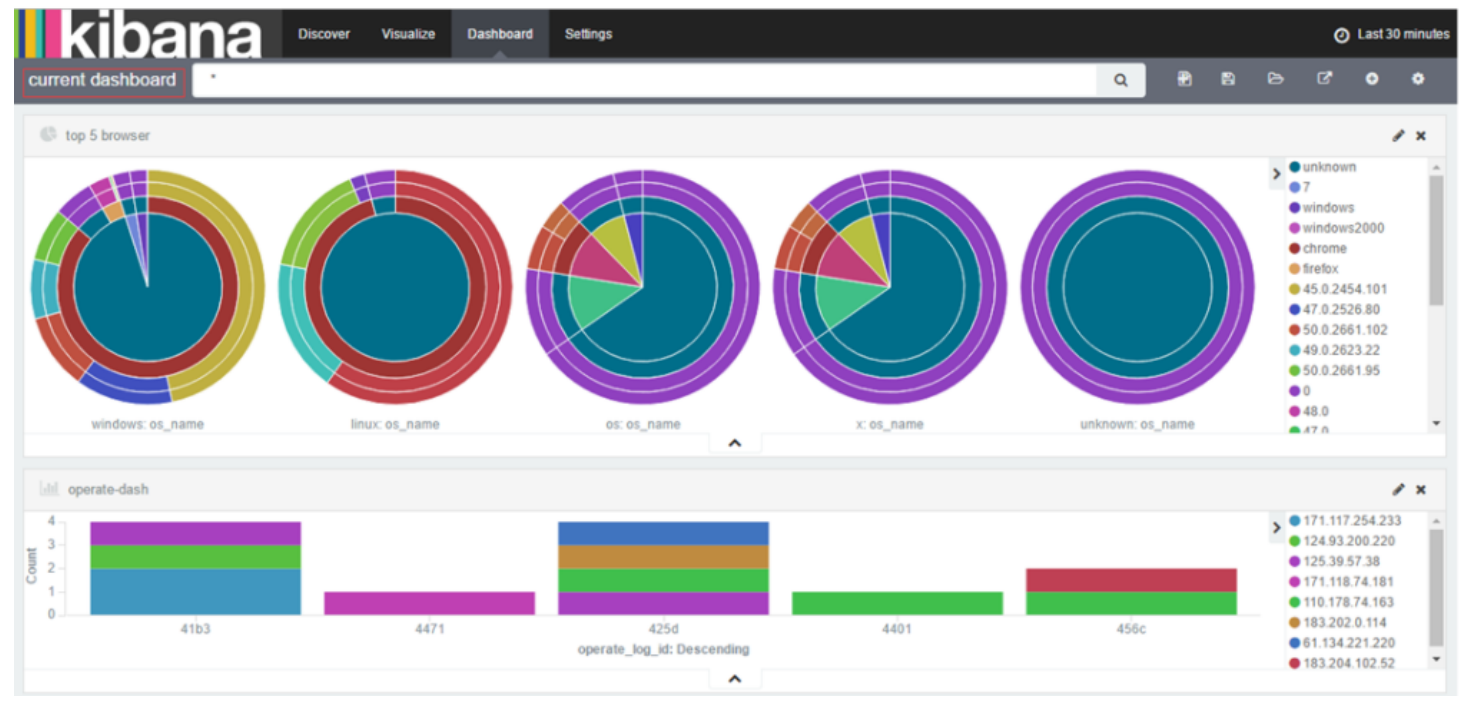 kibana Discover Visualize Dashboard Settings Last 30 minutes
current dashboard *
top 5 browser
unknown
7
windows
windows2000
chrome
firefox
45.0.2454.101
47.0.2526.80
50.0.2661.102
49.0.2623.22
50.0.2661.95
0
48.0
47.0
windows: os_name linux: os_name os: os_name x: os_name unknown: os_name
operate-dash
Count
4
3
2
1
0
41b3 4471 425d 4401 456c
operate_log_id: Descending
171.117.254.233
124.93.200.220
125.39.57.38
171.118.74.181
110.178.74.163
183.202.0.114
61.134.221.220
183.204.102.52